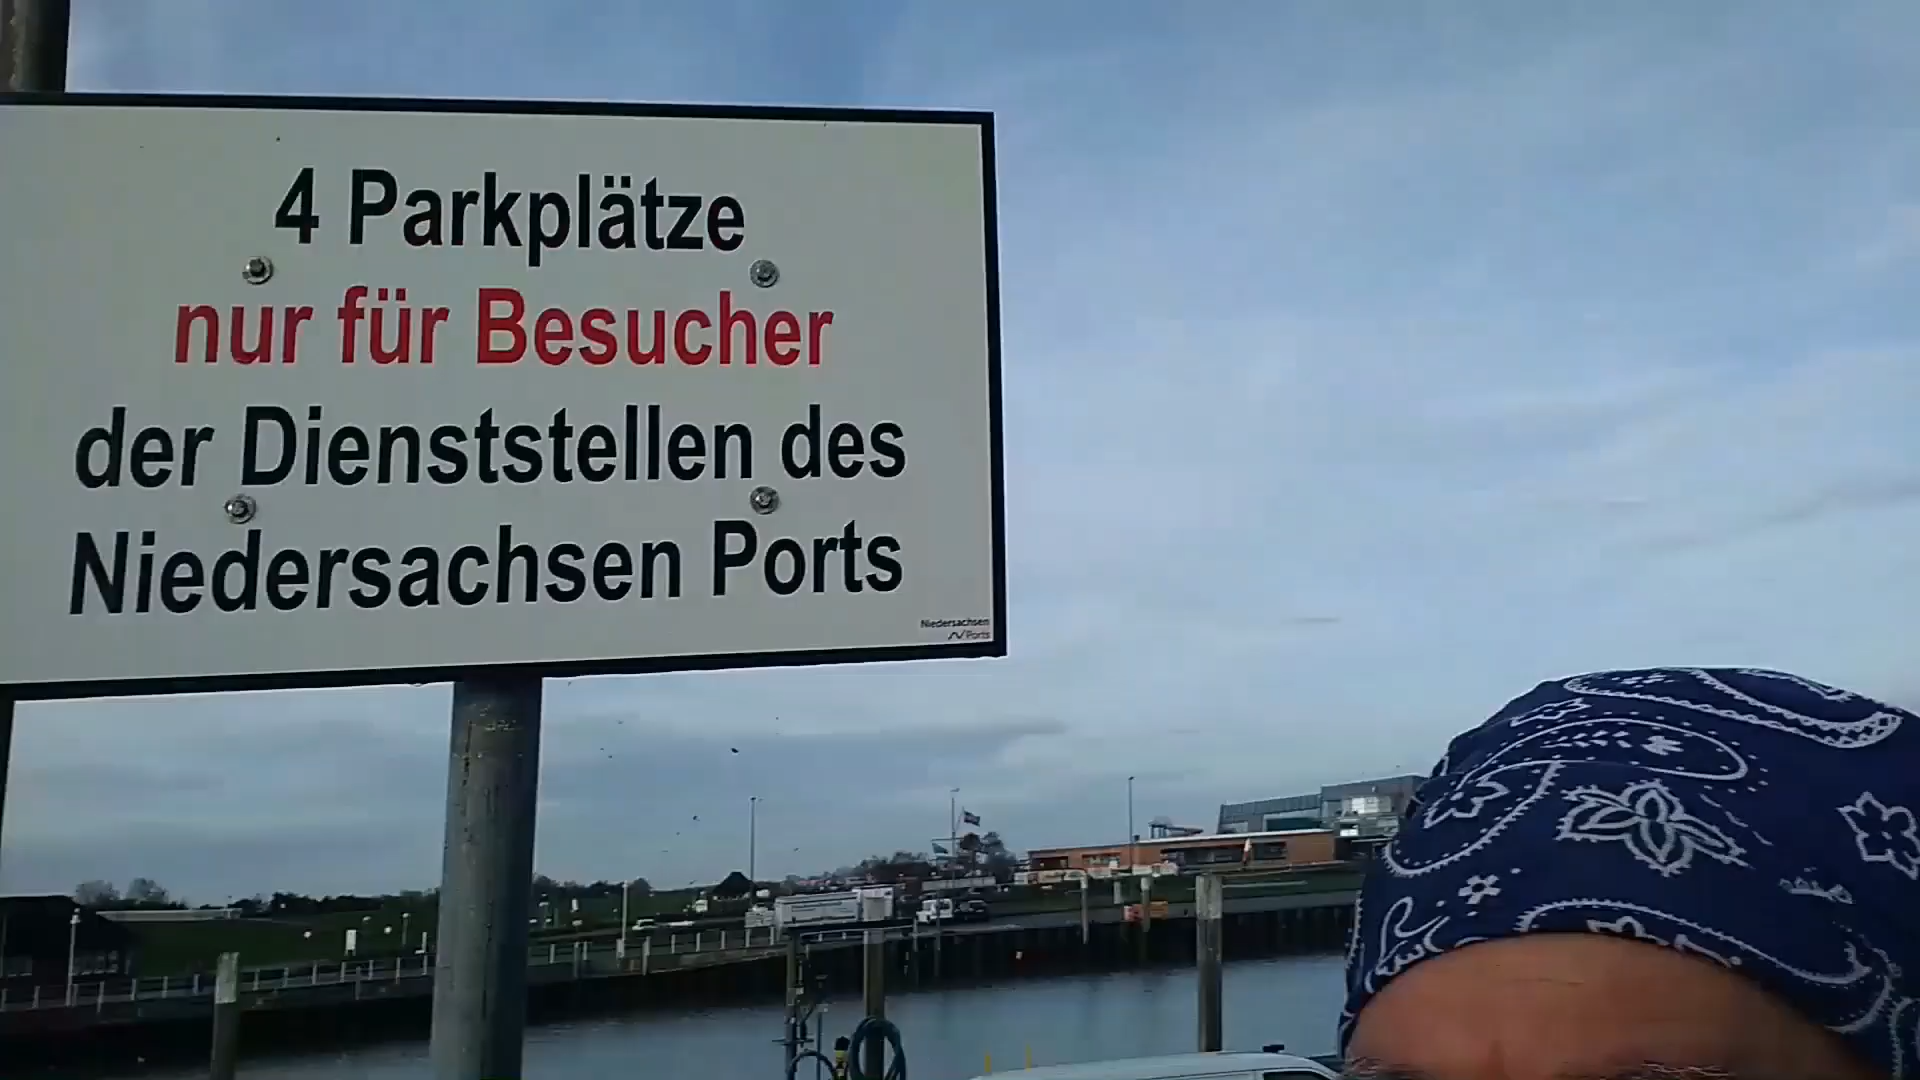 4 Parkplätze
nur für Besucher
der Dienststellen des
Niedersachsen Ports
Niedersachsen
Ports